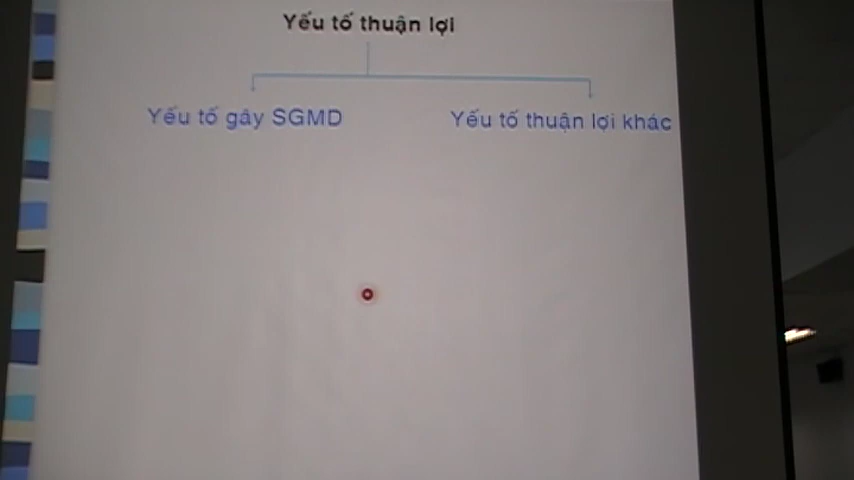 Yếu tố thuận lợi
Yếu tố gây SGMD
Yếu tố thuận lợi khác